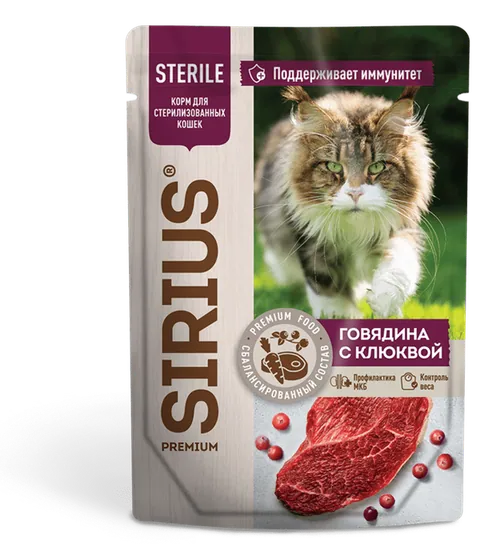 STERILE
КОРМ ДЛЯ
СТЕРИЛИЗОВАННЫХ
КОШЕК
Поддерживает иммунитет
SIRIUS®
PREMIUM
PREMIUM FOOD
СБАЛАНСИРОВАННЫЙ СОСТАВ
ГОВЯДИНА
С КЛЮКВОЙ
Профилактика
МКБ
Контроль
веса